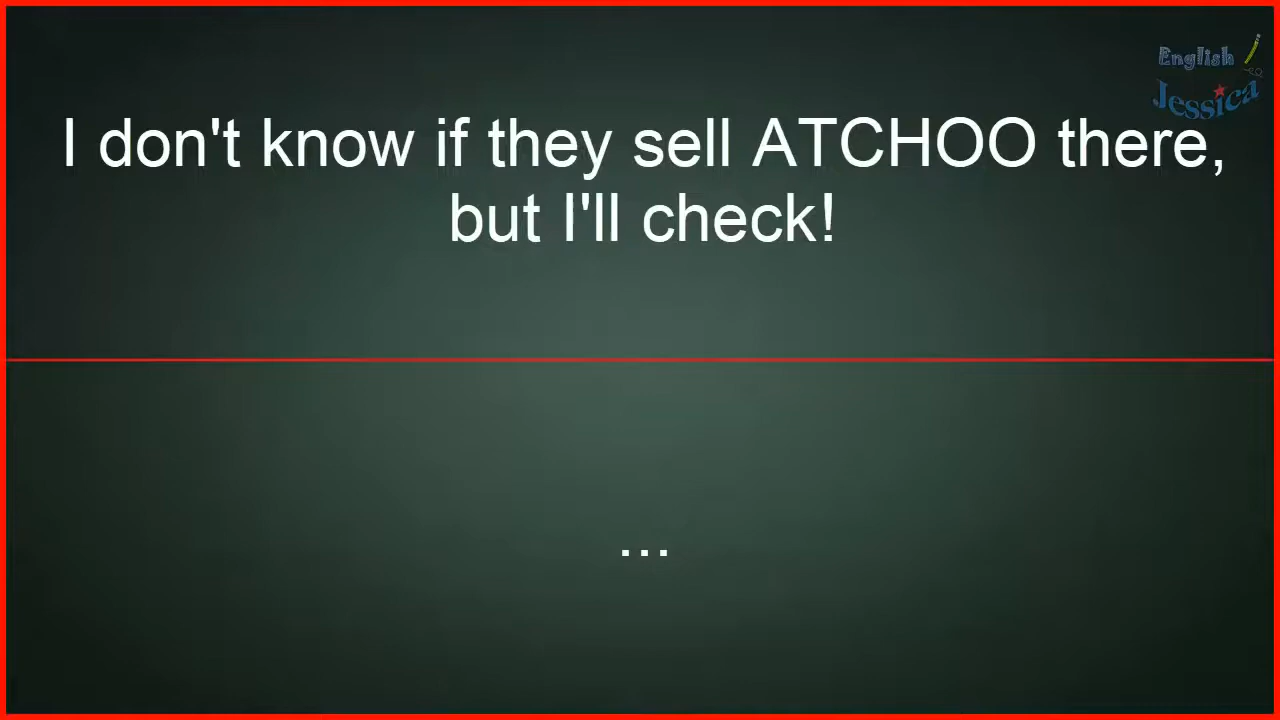 English
Jessica
I don't know if they sell ATCHOO there,
but I'll check!
...